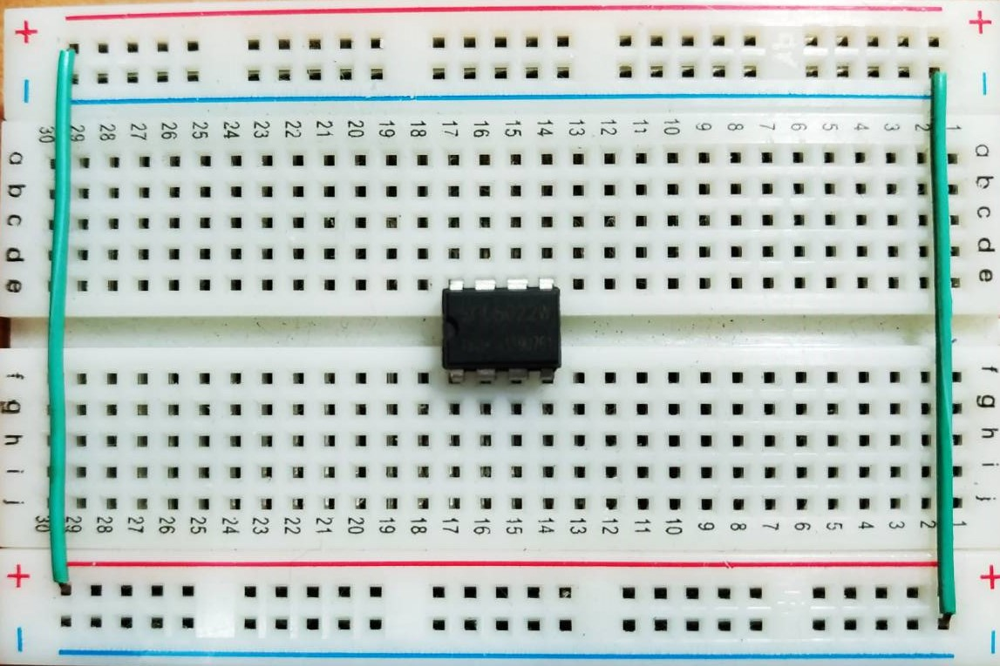 + +
- -
30 29 28 27 26 25 24 23 22 21 20 19 18 17 16 15 14 13 12 11 10 9 8 7 6 5 4 3 2 1
a a
b b
c c
d d
e e
f f
g g
h h
i i
j j
30 29 28 27 26 25 24 23 22 21 20 19 18 17 16 15 14 13 12 11 10 9 8 7 6 5 4 3 2 1
+ +
- -